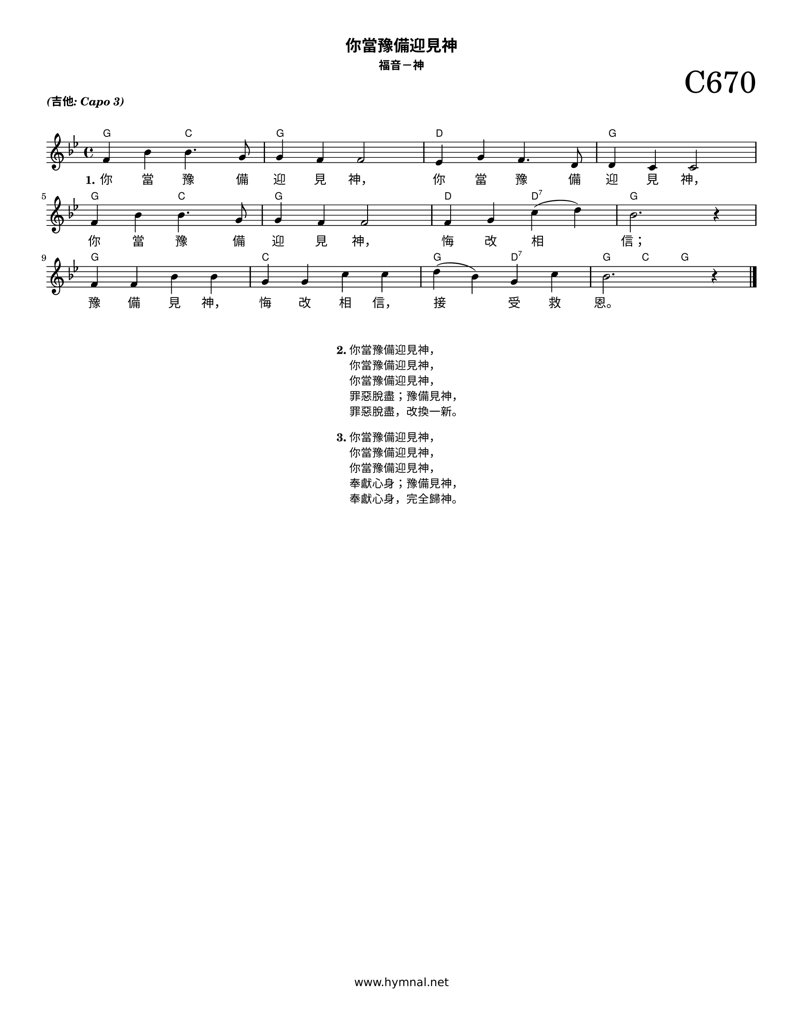 你當豫備迎見神
福音－神
C670
(吉他: Capo 3)
G C G D G
1. 你 當 豫 備 迎 見 神， 你 當 豫 備 迎 見 神，
5 G C G D D7 G
你 當 豫 備 迎 見 神， 悔 改 相 信；
9 G C G D7 G C G
豫 備 見 神， 悔 改 相 信， 接 受 救 恩。
2. 你當豫備迎見神，
你當豫備迎見神，
你當豫備迎見神，
罪惡脫盡；豫備見神，
罪惡脫盡，改換一新。
3. 你當豫備迎見神，
你當豫備迎見神，
你當豫備迎見神，
奉獻心身；豫備見神，
奉獻心身，完全歸神。
www.hymnal.net